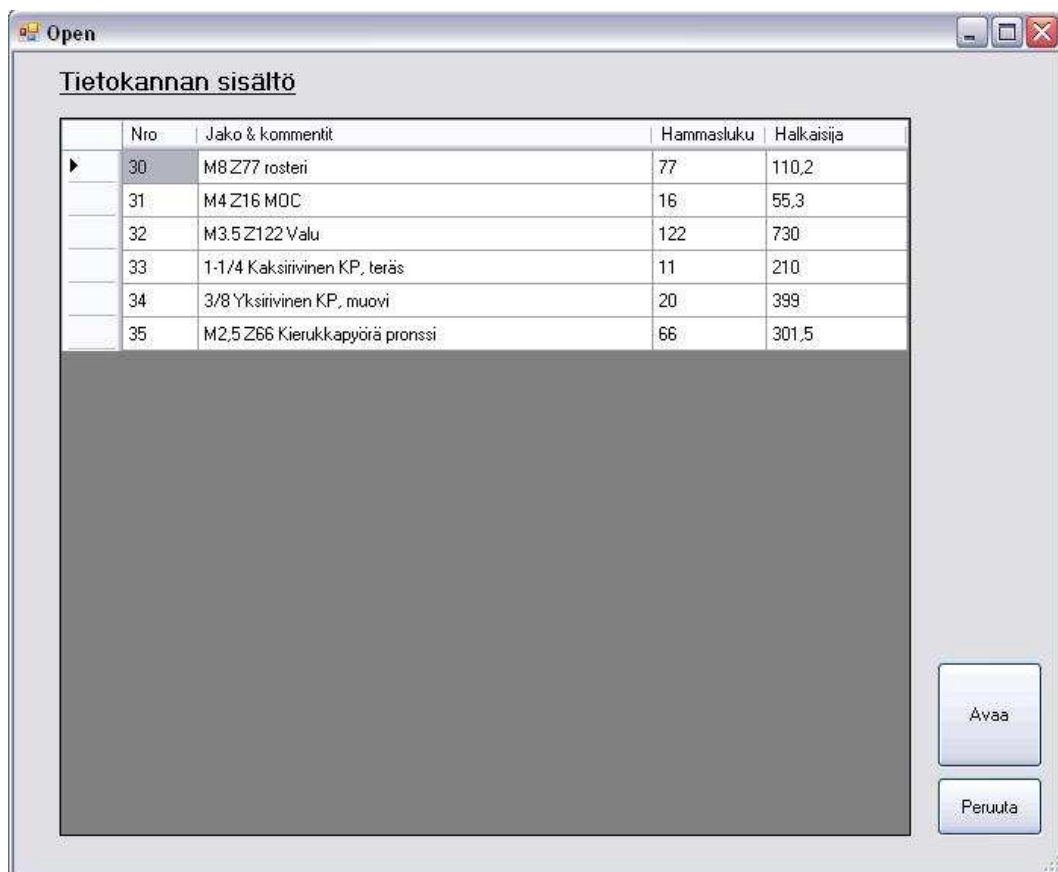 Open
Tietokannan sisältö
Nro Jako & kommentit Hammasluku Halkaisija
30 M8 Z77 rosteri 77 110,2
31 M4 Z16 MOC 16 55,3
32 M3.5 Z122 Valu 122 730
33 1-1/4 Kaksirivinen KP, teräs 11 210
34 3/8 Yksirivinen KP, muovi 20 399
35 M2,5 Z66 Kierukkapyörä pronssi 66 301,5
Avaa
Peruuta